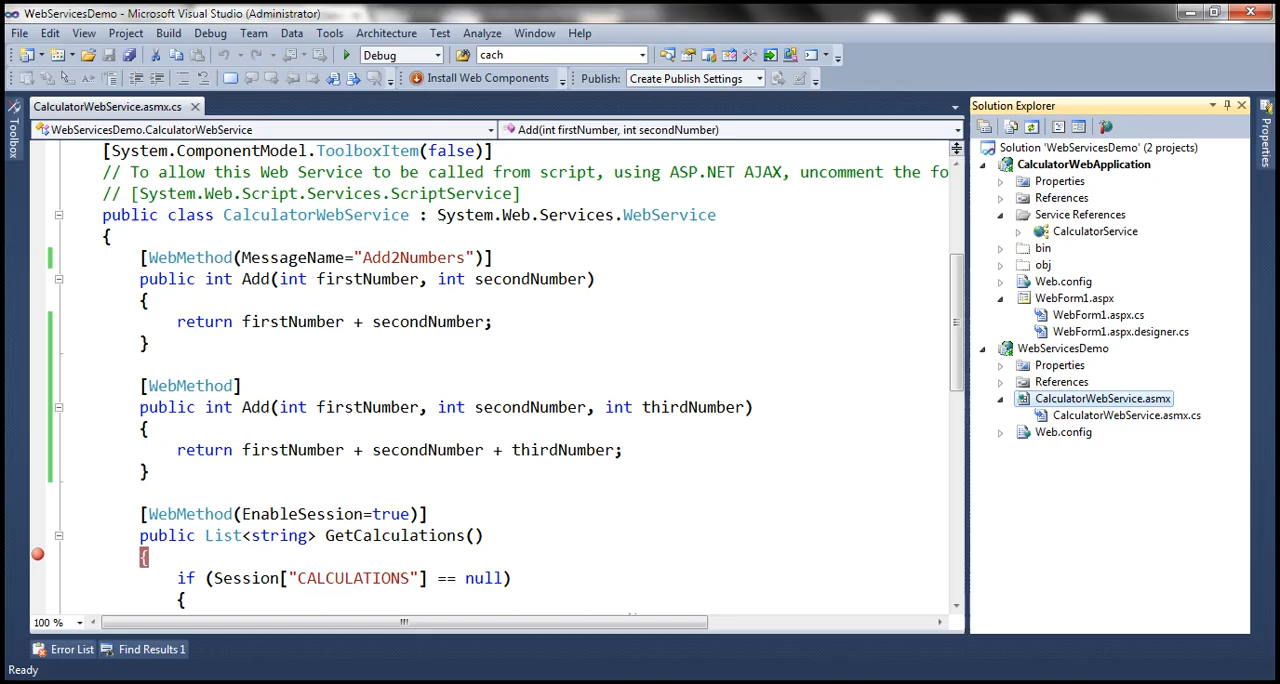 WebServicesDemo - Microsoft Visual Studio (Administrator)
File Edit View Project Build Debug Team Data Tools Architecture Test Analyze Window Help
Debug cach
Install Web Components Publish: Create Publish Settings
Toolbox
CalculatorWebService.asmx.cs
WebServicesDemo.CalculatorWebService Add(int firstNumber, int secondNumber)
[System.ComponentModel.ToolboxItem(false)]
// To allow this Web Service to be called from script, using ASP.NET AJAX, uncomment the fo
// [System.Web.Script.Services.ScriptService]
public class CalculatorWebService : System.Web.Services.WebService
{
[WebMethod(MessageName="Add2Numbers")]
public int Add(int firstNumber, int secondNumber)
{
return firstNumber + secondNumber;
}
[WebMethod]
public int Add(int firstNumber, int secondNumber, int thirdNumber)
{
return firstNumber + secondNumber + thirdNumber;
}
[WebMethod(EnableSession=true)]
public List<string> GetCalculations()
{
if (Session["CALCULATIONS"] == null)
{
100 %
Solution Explorer
Solution 'WebServicesDemo' (2 projects)
CalculatorWebApplication
Properties
References
Service References
CalculatorService
bin
obj
Web.config
WebForm1.aspx
WebForm1.aspx.cs
WebForm1.aspx.designer.cs
WebServicesDemo
Properties
References
CalculatorWebService.asmx
CalculatorWebService.asmx.cs
Web.config
Properties
Error List Find Results 1
Ready